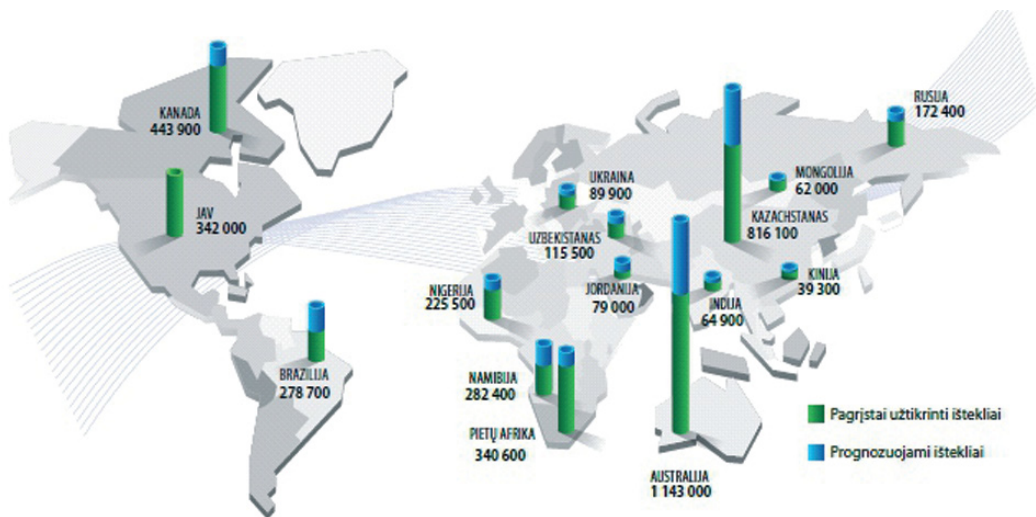 KANADA
443 900
JAV
342 000
BRAZILIJA
278 700
NIGERIJA
225 500
NAMIBIJA
282 400
PIETŲ AFRIKA
340 600
UKRAINA
89 900
UZBEKISTANAS
115 500
JORDANIJA
79 000
RUSIJA
172 400
MONGOLIJA
62 000
KAZACHSTANAS
816 100
KINIJA
39 300
INDIJA
64 900
AUSTRALIJA
1 143 000
Pagrįstai užtikrinti ištekliai
Prognozuojami ištekliai